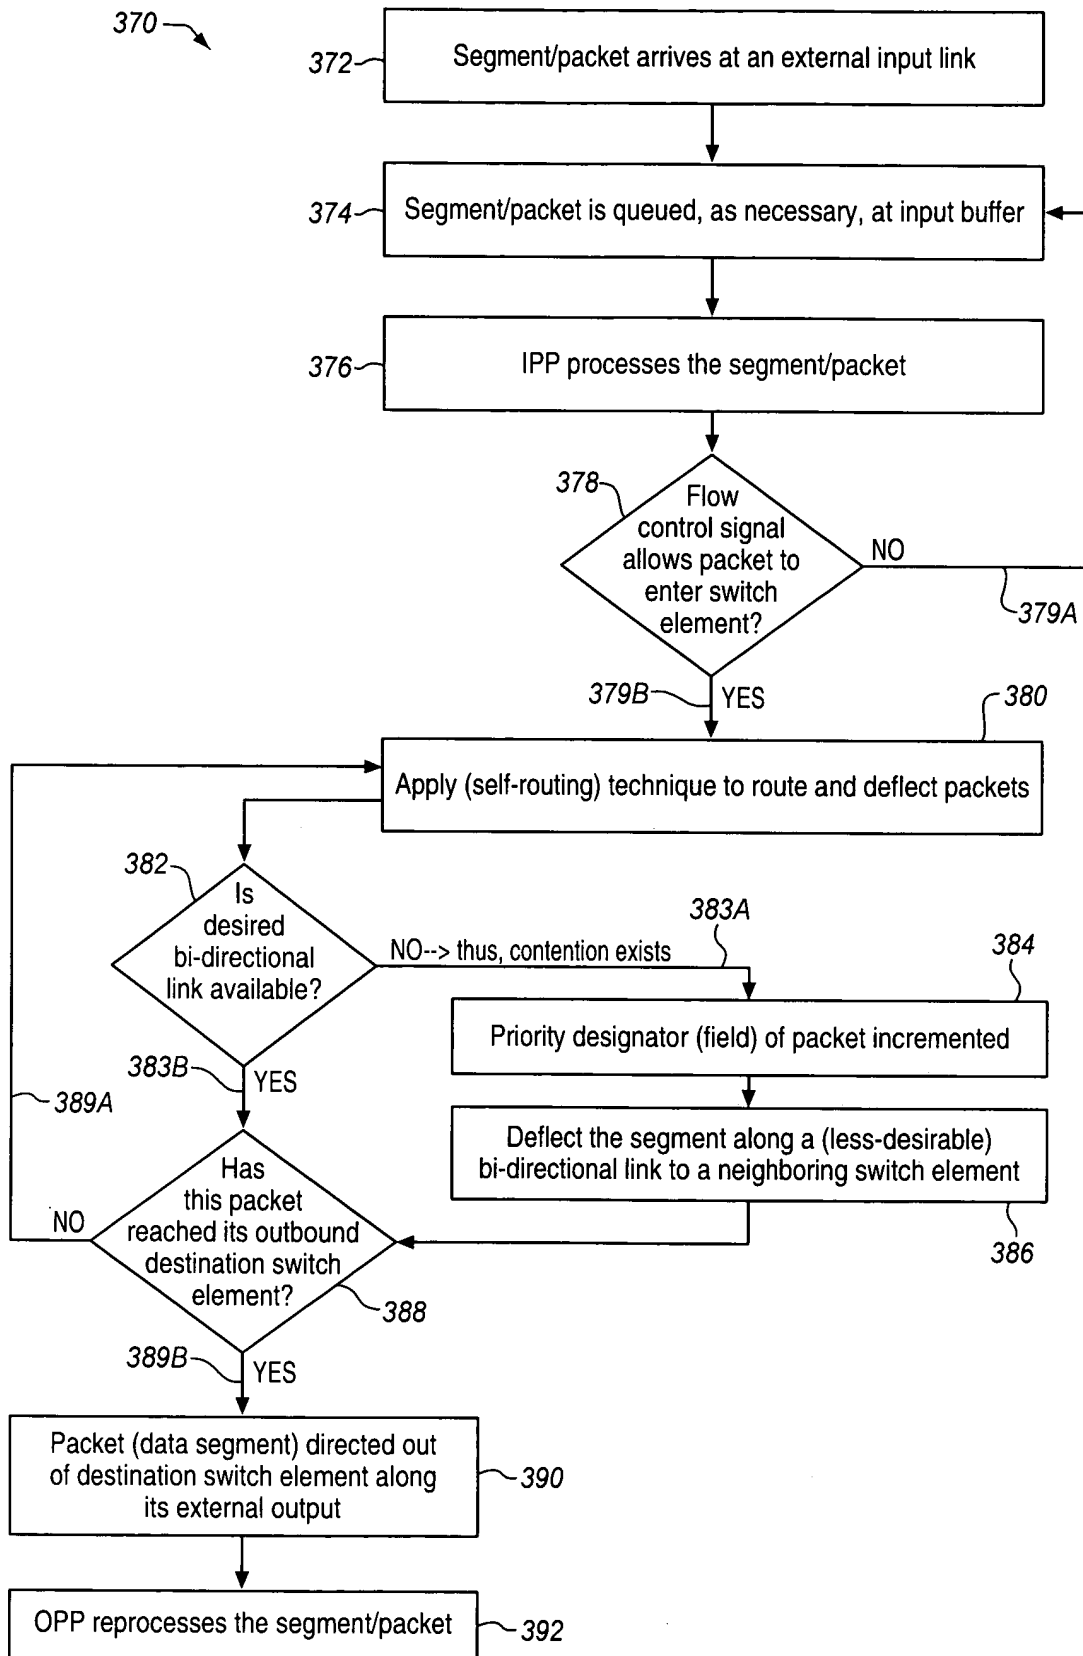 370
372
Segment/packet arrives at an external input link
374
Segment/packet is queued, as necessary, at input buffer
376
IPP processes the segment/packet
378
Flow
control signal
allows packet to
enter switch
element?
NO
379A
379B
YES
380
Apply (self-routing) technique to route and deflect packets
382
Is
desired
bi-directional
link available?
383A
NO--> thus, contention exists
384
Priority designator (field) of packet incremented
383B
YES
389A
Deflect the segment along a (less-desirable)
bi-directional link to a neighboring switch element
386
Has
this packet
reached its outbound
destination switch
element?
NO
388
389B
YES
Packet (data segment) directed out
of destination switch element along
its external output
390
OPP reprocesses the segment/packet
392